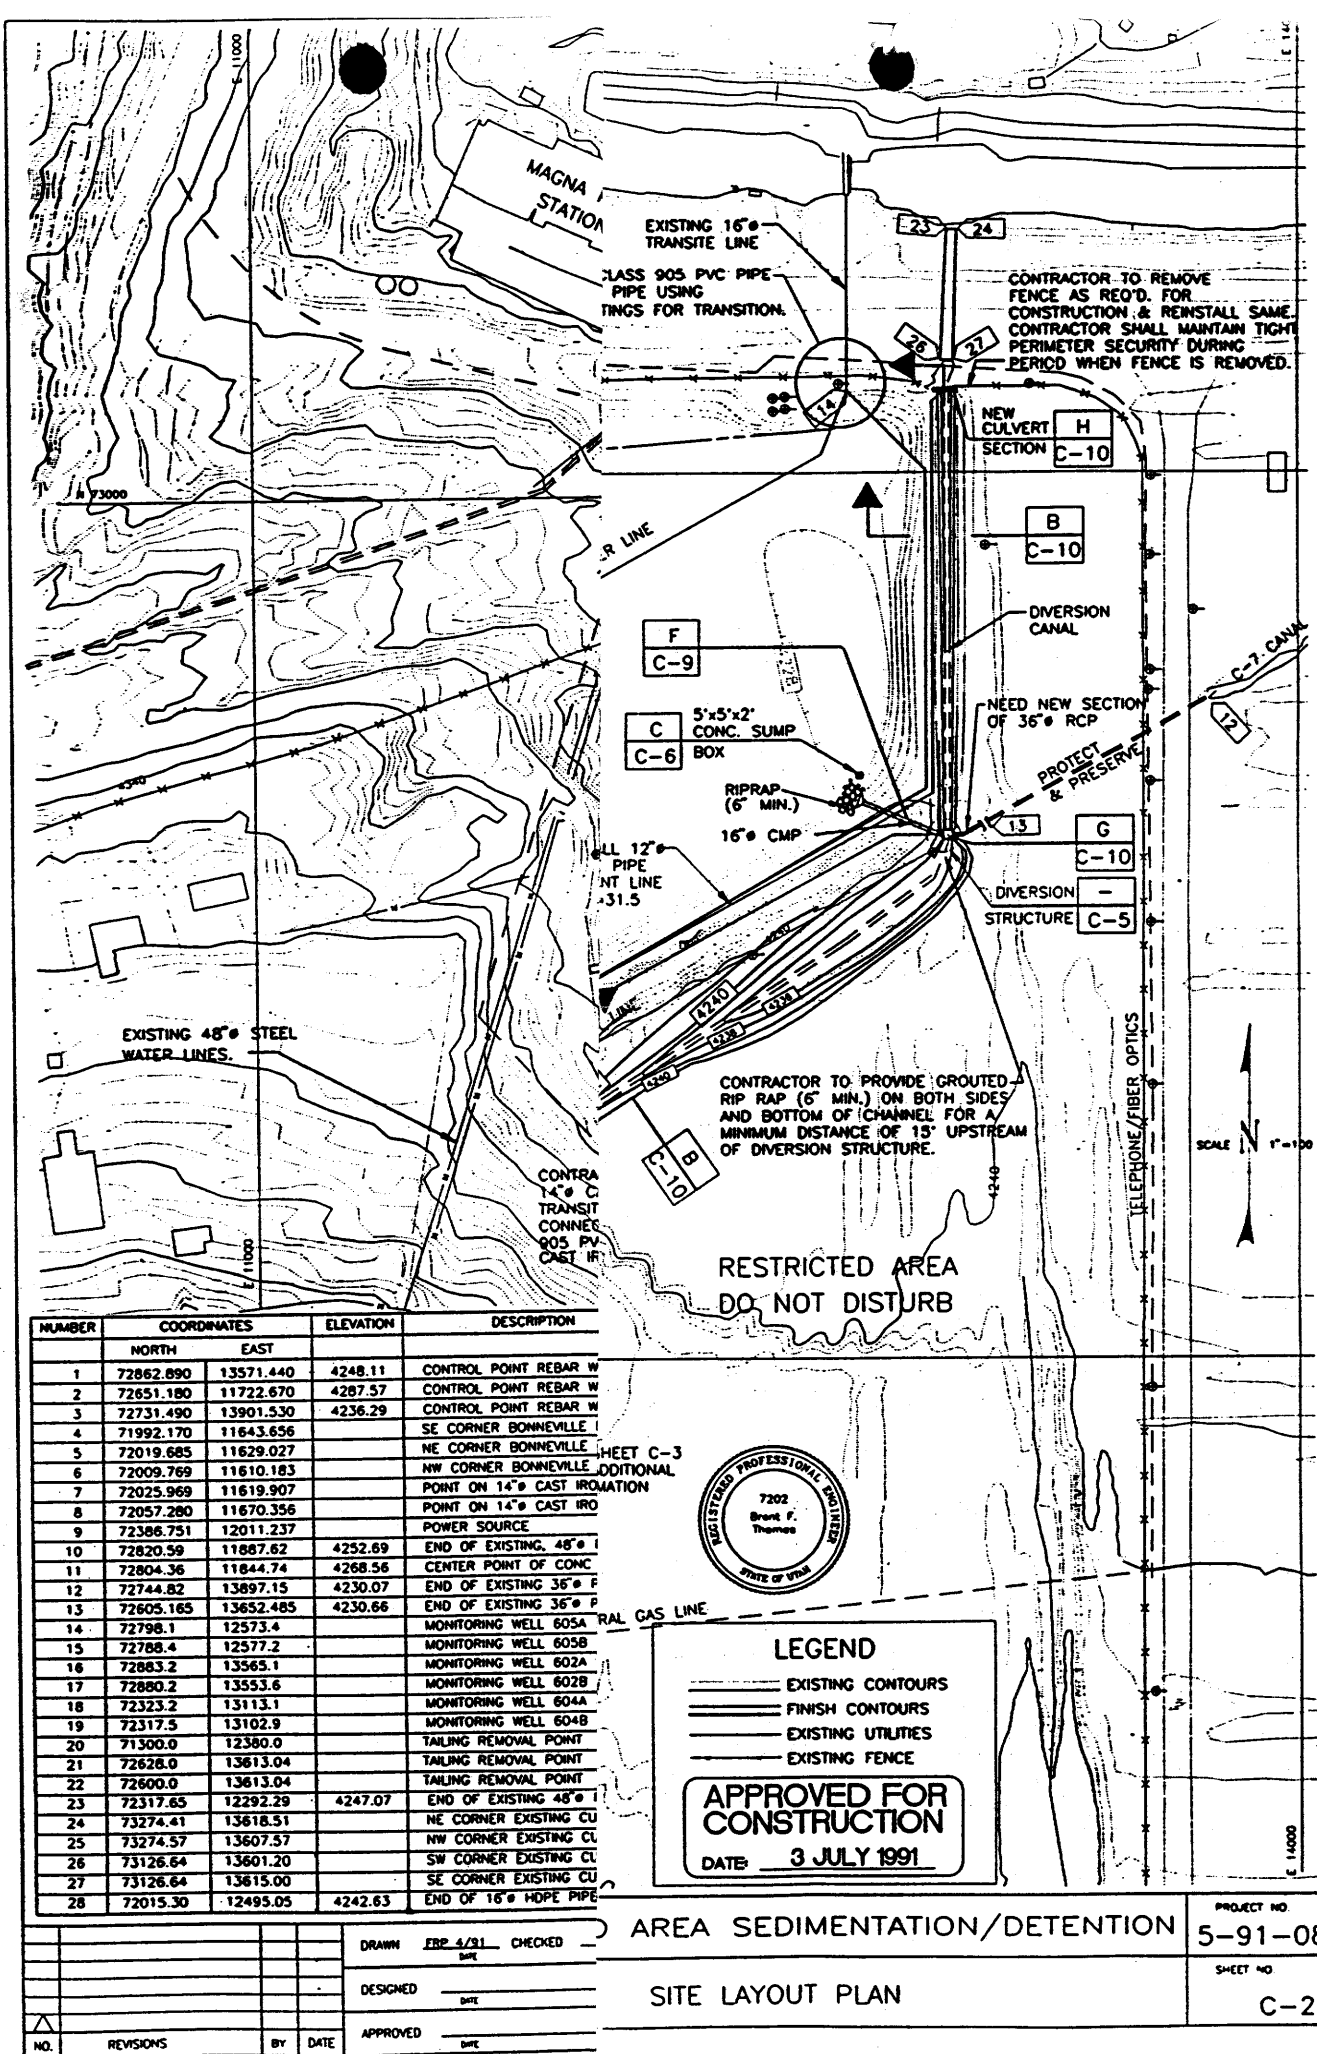 E 11000
MAGNA
STATION
EXISTING 16"ø
TRANSITE LINE
CLASS 905 PVC PIPE
PIPE USING
TINGS FOR TRANSITION.
23
24
CONTRACTOR TO REMOVE
FENCE AS REQ'D. FOR
CONSTRUCTION & REINSTALL SAME.
CONTRACTOR SHALL MAINTAIN TIGHT
PERIMETER SECURITY DURING
PERIOD WHEN FENCE IS REMOVED.
26
27
14
NEW
CULVERT
SECTION
H
C-10
N 73000
R LINE
B
C-10
DIVERSION
CANAL
F
C-9
4228
C-7 CANAL
12
NEED NEW SECTION
OF 36"ø RCP
C
C-6
5'x5'x2'
CONC. SUMP
BOX
PROTECT
& PRESERVE
4340
RIPRAP
(6" MIN.)
16"ø CMP
13
G
C-10
LL 12"ø
PIPE
NT LINE
31.5
DIVERSION
STRUCTURE
-
C-5
4240
4238
4238
4240
LINE
EXISTING 48"ø STEEL
WATER LINES.
CONTRACTOR TO PROVIDE GROUTED
RIP RAP (6" MIN.) ON BOTH SIDES
AND BOTTOM OF CHANNEL FOR A
MINIMUM DISTANCE OF 15' UPSTREAM
OF DIVERSION STRUCTURE.
TELEPHONE/FIBER OPTICS
SCALE N 1"=100
B
C-10
4240
CONTRA
14"ø C
TRANSIT
CONNEC
905 PV
CAST IR
E 11000
RESTRICTED AREA
DO NOT DISTURB
NUMBER COORDINATES ELEVATION DESCRIPTION
NORTH EAST
1 72862.890 13571.440 4248.11 CONTROL POINT REBAR W
2 72651.180 11722.670 4287.57 CONTROL POINT REBAR W
3 72731.490 13901.530 4236.29 CONTROL POINT REBAR W
4 71992.170 11643.656 SE CORNER BONNEVILLE
5 72019.685 11629.027 NE CORNER BONNEVILLE
6 72009.769 11610.183 NW CORNER BONNEVILLE
7 72025.969 11619.907 POINT ON 14"ø CAST IRO
8 72057.280 11670.356 POINT ON 14"ø CAST IRO
9 72386.751 12011.237 POWER SOURCE
10 72820.59 11887.62 4252.69 END OF EXISTING, 48"ø
11 72804.36 11844.74 4268.56 CENTER POINT OF CONC
12 72744.82 13897.15 4230.07 END OF EXISTING 36"ø P
13 72605.165 13652.485 4230.66 END OF EXISTING 36"ø P
14 72798.1 12573.4 MONITORING WELL 605A
15 72788.4 12577.2 MONITORING WELL 605B
16 72883.2 13565.1 MONITORING WELL 602A
17 72880.2 13553.6 MONITORING WELL 602B
18 72323.2 13113.1 MONITORING WELL 604A
19 72317.5 13102.9 MONITORING WELL 604B
20 71300.0 12380.0 TAILING REMOVAL POINT
21 72628.0 13613.04 TAILING REMOVAL POINT
22 72600.0 13613.04 TAILING REMOVAL POINT
23 72317.65 12292.29 4247.07 END OF EXISTING 48"ø
24 73274.41 13618.51 NE CORNER EXISTING CU
25 73274.57 13607.57 NW CORNER EXISTING CU
26 73126.64 13601.20 SW CORNER EXISTING CU
27 73126.64 13615.00 SE CORNER EXISTING CU
28 72015.30 12495.05 4242.63 END OF 16"ø HDPE PIPE
SHEET C-3
ADDITIONAL
MATION
REGISTERED PROFESSIONAL ENGINEER
7202
Brent F.
Thomas
STATE OF UTAH
RAL GAS LINE
LEGEND
EXISTING CONTOURS
FINISH CONTOURS
EXISTING UTILITIES
EXISTING FENCE
APPROVED FOR
CONSTRUCTION
DATE: 3 JULY 1991
E 14000
NO. REVISIONS BY DATE
DRAWN FRP 4/91 CHECKED
DATE
DESIGNED
DATE
APPROVED
DATE
AREA SEDIMENTATION/DETENTION
SITE LAYOUT PLAN
PROJECT NO.
5-91-08
SHEET NO.
C-2